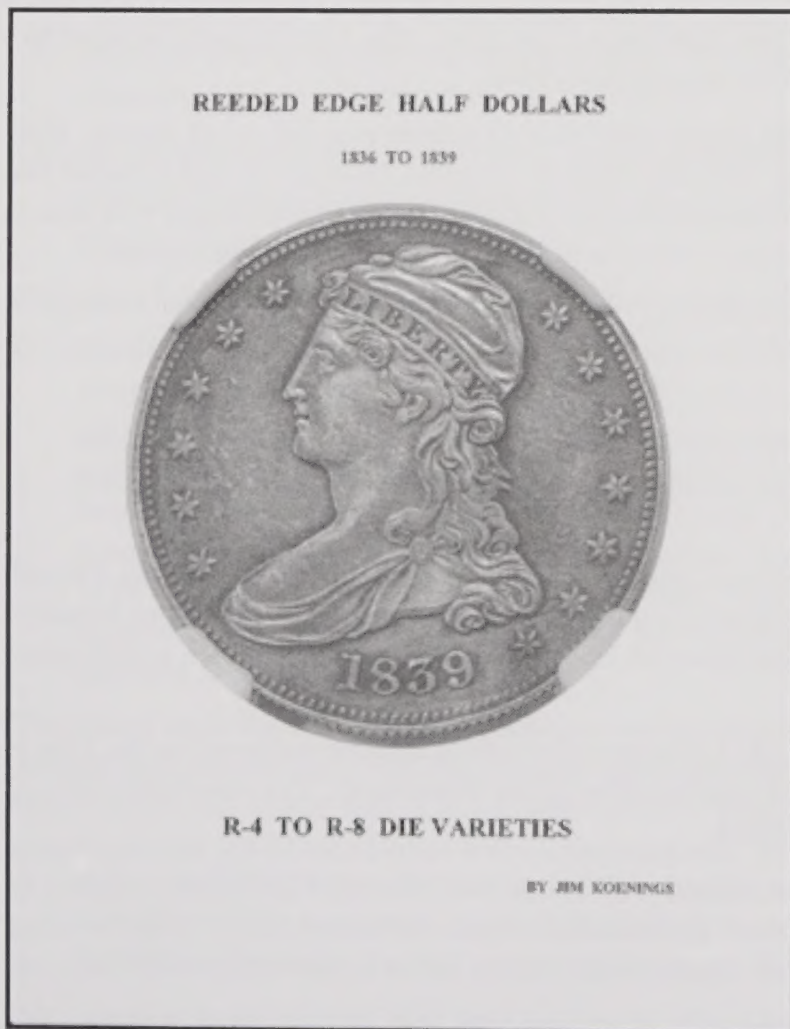 REEDED EDGE HALF DOLLARS
1836 TO 1839
LIBERTY
1839
R-4 TO R-8 DIE VARIETIES
BY JIM KOENINGS